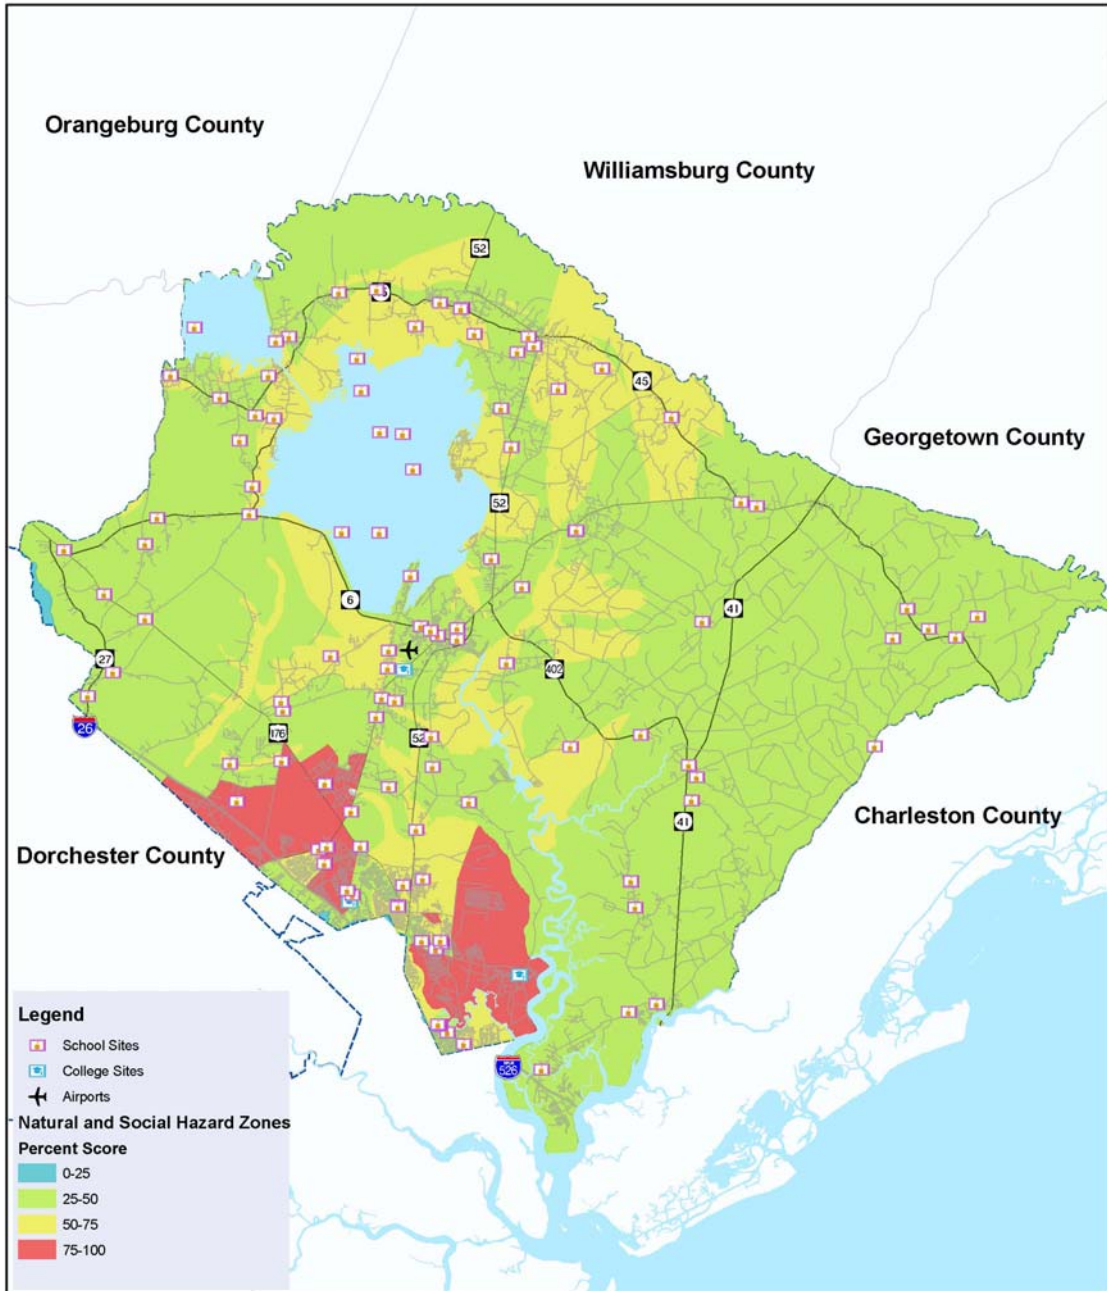 Orangeburg County
Williamsburg County
52
45
Georgetown County
52
6
41
27
402
26
176
52
41
Charleston County
Dorchester County
526
Legend
School Sites
College Sites
Airports
Natural and Social Hazard Zones
Percent Score
0-25
25-50
50-75
75-100